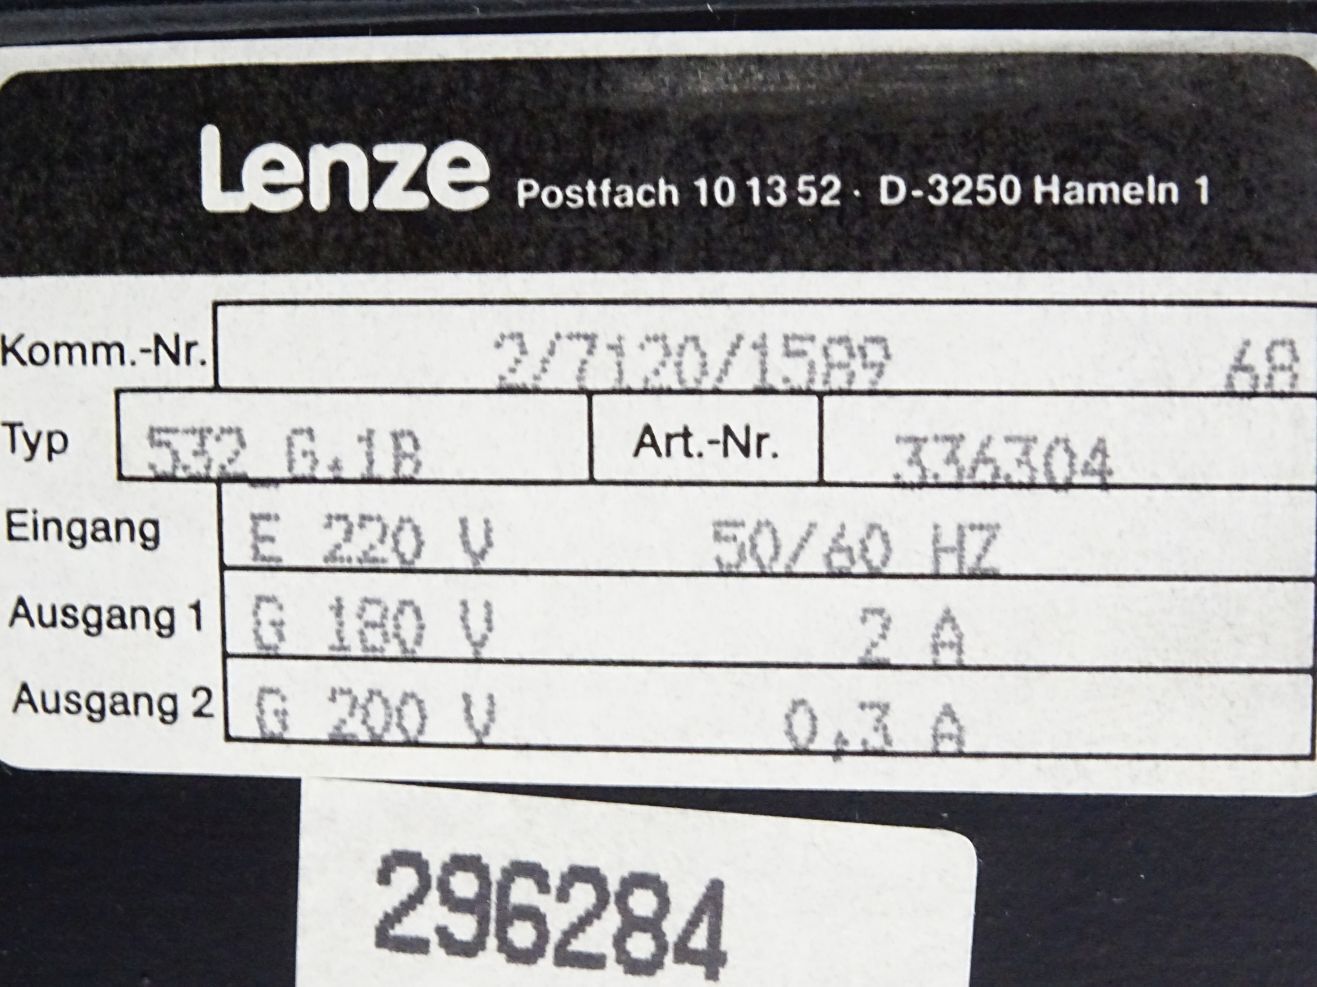 Lenze Postfach 10 13 52 · D-3250 Hameln 1
Komm.-Nr. 2/7120/1589 68
Typ 532_G.1B Art.-Nr. 336304
Eingang E 220 V 50/60 HZ
Ausgang 1 G 180 V 2 A
Ausgang 2 G 200 V 0,3 A
296284